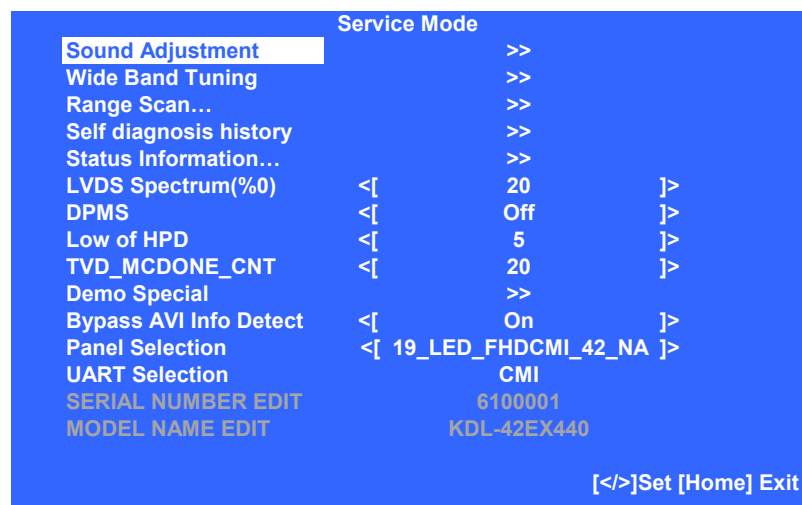 Service Mode
Sound Adjustment >>
Wide Band Tuning >>
Range Scan… >>
Self diagnosis history >>
Status Information… >>
LVDS Spectrum(%0) <[ 20 ]>
DPMS <[ Off ]>
Low of HPD <[ 5 ]>
TVD_MCDONE_CNT <[ 20 ]>
Demo Special >>
Bypass AVI Info Detect <[ On ]>
Panel Selection <[ 19_LED_FHDCMI_42_NA ]>
UART Selection CMI
SERIAL NUMBER EDIT 6100001
MODEL NAME EDIT KDL-42EX440
[</>]Set [Home] Exit